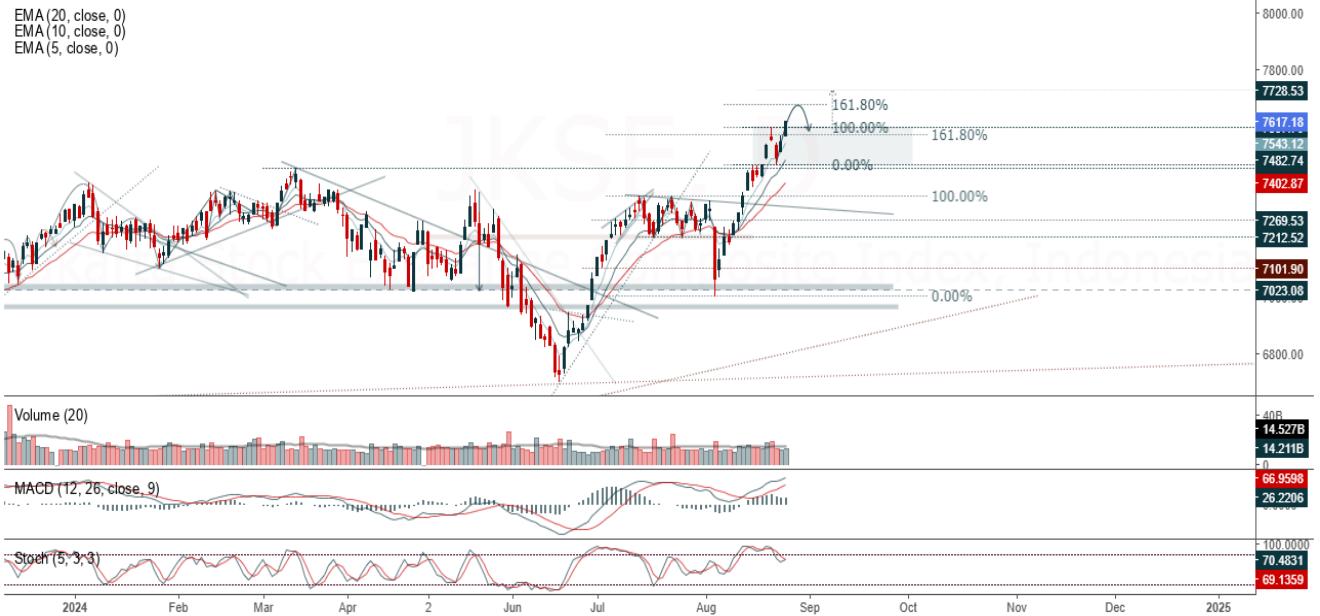 EMA (20, close, 0)
EMA (10, close, 0)
EMA (5, close, 0)
8000.00
7800.00
7728.53
161.80%
7617.18
100.00%
161.80%
7543.12
7482.74
0.00%
7402.87
100.00%
7269.53
7212.52
7101.90
7023.08
0.00%
6800.00
Volume (20)
40B
14.527B
14.211B
0
MACD (12, 26, close, 9)
66.9598
26.2206
100.0000
Stoch (5, 3, 3)
70.4831
69.1359
2024 Feb Mar Apr 2 Jun Jul Aug Sep Oct Nov Dec 2025